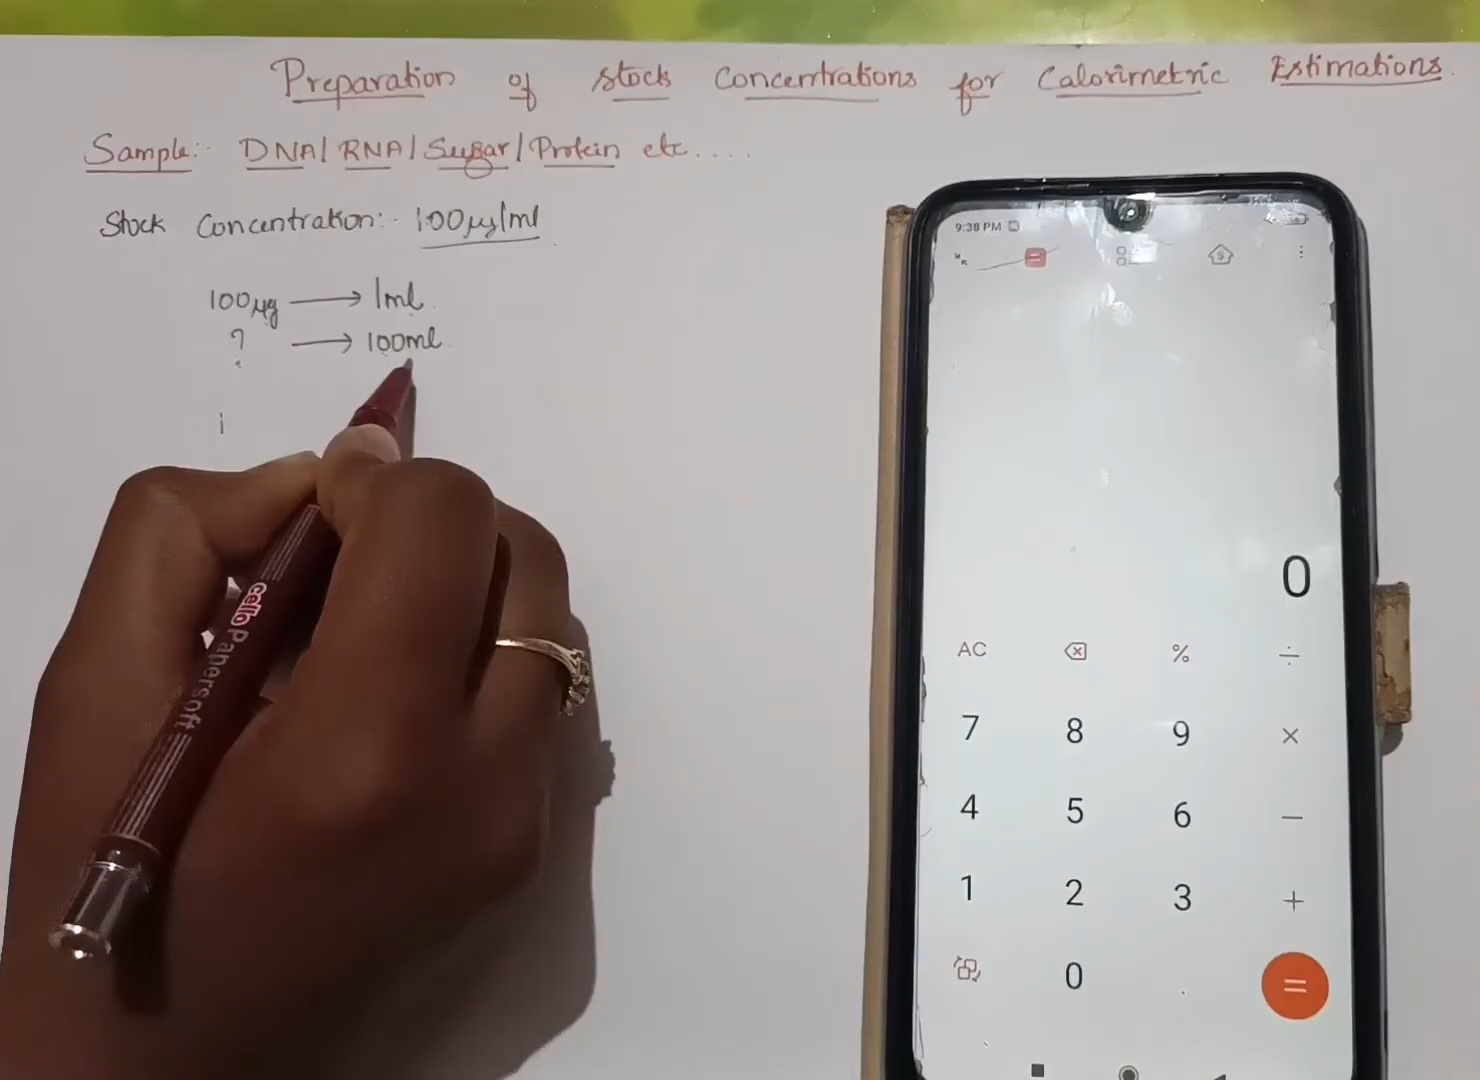 Preparation of Stock Concentrations for Calorimetric Estimations.
Sample:- DNA/ RNA/ Sugar/ Protein etc.....
Stock Concentration:- 100µg/ml
100µg → 1ml
? → 100ml
cello Papersoft
9:38 PM
0
AC % ÷
7 8 9 ×
4 5 6 −
1 2 3 +
0 . =